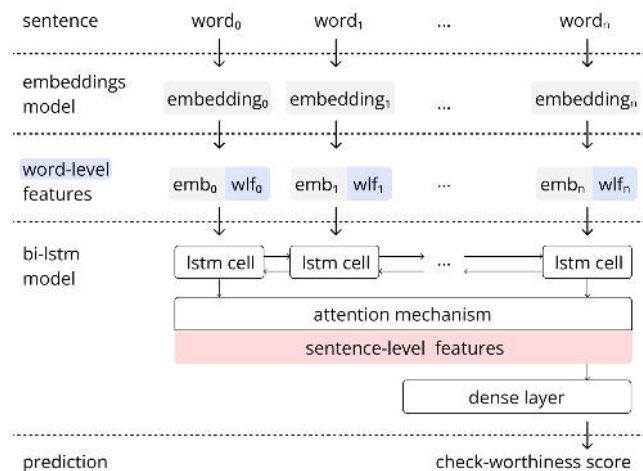 sentence word₀ word₁ ... wordₙ
embeddings
model
embedding₀ embedding₁ ... embeddingₙ
word-level
features
emb₀ wlf₀ emb₁ wlf₁ ... embₙ wlfₙ
bi-lstm
model
lstm cell lstm cell ... lstm cell
attention mechanism
sentence-level features
dense layer
prediction check-worthiness score